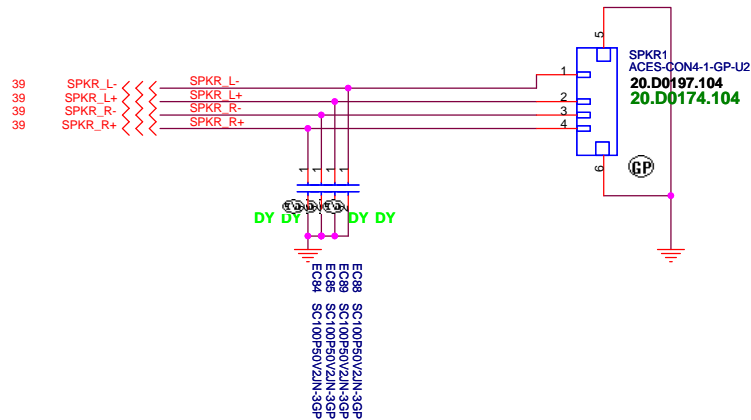 5
SPKR1
ACES-CON4-1-GP-U2
20.D0197.104
20.D0174.104
39 SPKR_L- SPKR_L- 1
39 SPKR_L+ SPKR_L+ 2
39 SPKR_R- SPKR_R- 3
39 SPKR_R+ SPKR_R+ 4
6
GP
1 1 1 1
DY DY DY DY
EC88 SC100P50V2JN-3GP
EC89 SC100P50V2JN-3GP
EC85 SC100P50V2JN-3GP
EC84 SC100P50V2JN-3GP